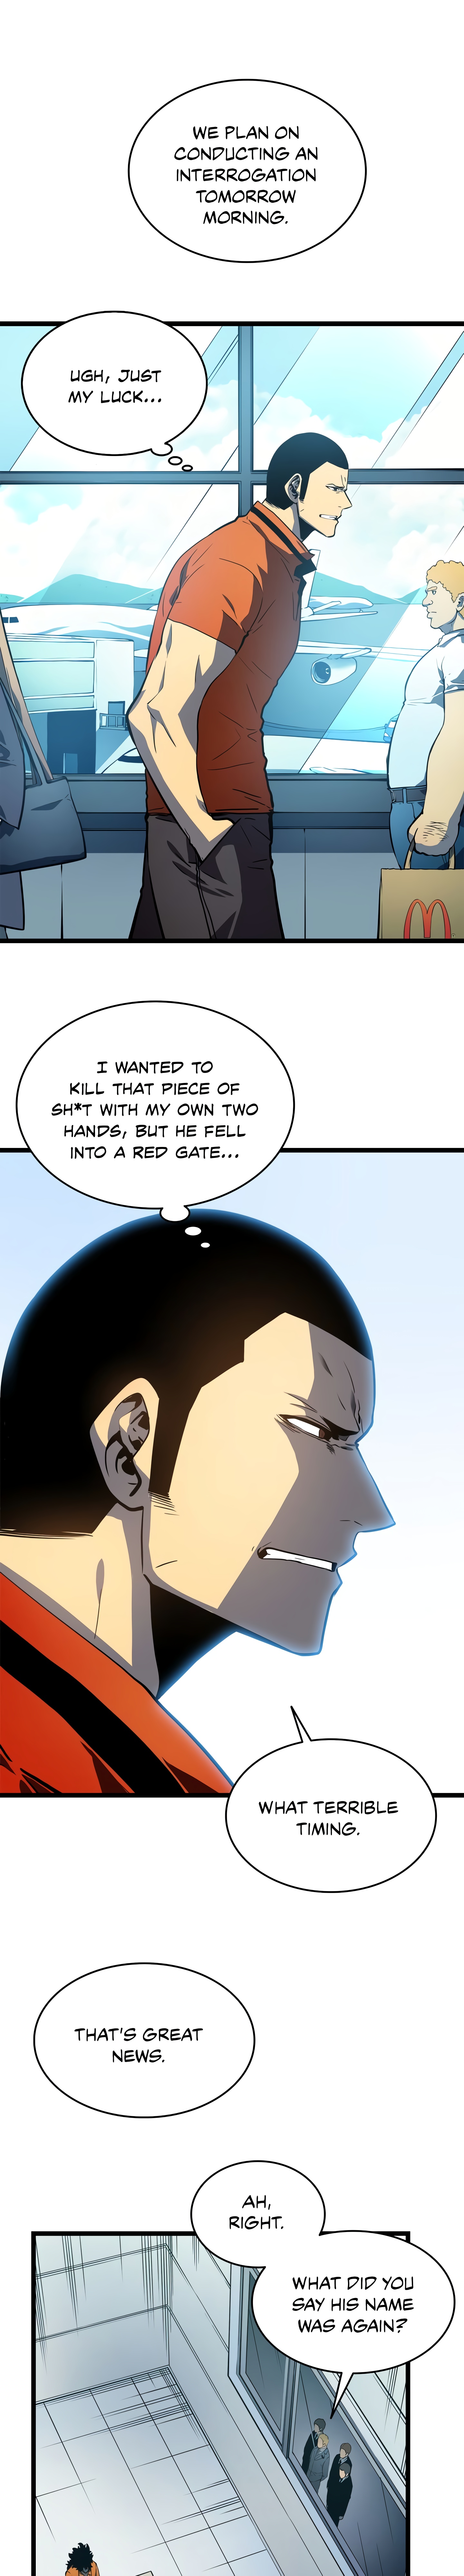 WE PLAN ON
CONDUCTING AN
INTERROGATION
TOMORROW
MORNING.
UGH, JUST
MY LUCK...
I WANTED TO
KILL THAT PIECE OF
SH*T WITH MY OWN TWO
HANDS, BUT HE FELL
INTO A RED GATE...
WHAT TERRIBLE
TIMING.
THAT'S GREAT
NEWS.
AH,
RIGHT.
WHAT DID YOU
SAY HIS NAME
WAS AGAIN?